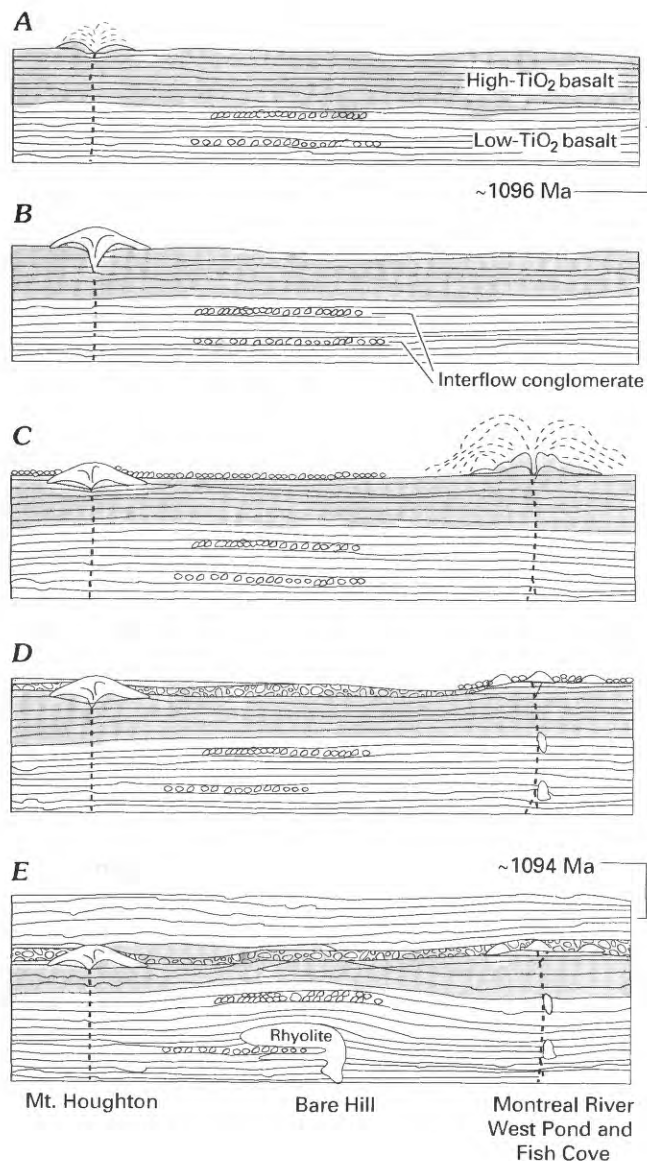 A
High-TiO₂ basalt
Low-TiO₂ basalt
~1096 Ma
B
Interflow conglomerate
C
D
E
~1094 Ma
Rhyolite
Mt. Houghton
Bare Hill
Montreal River
West Pond and
Fish Cove